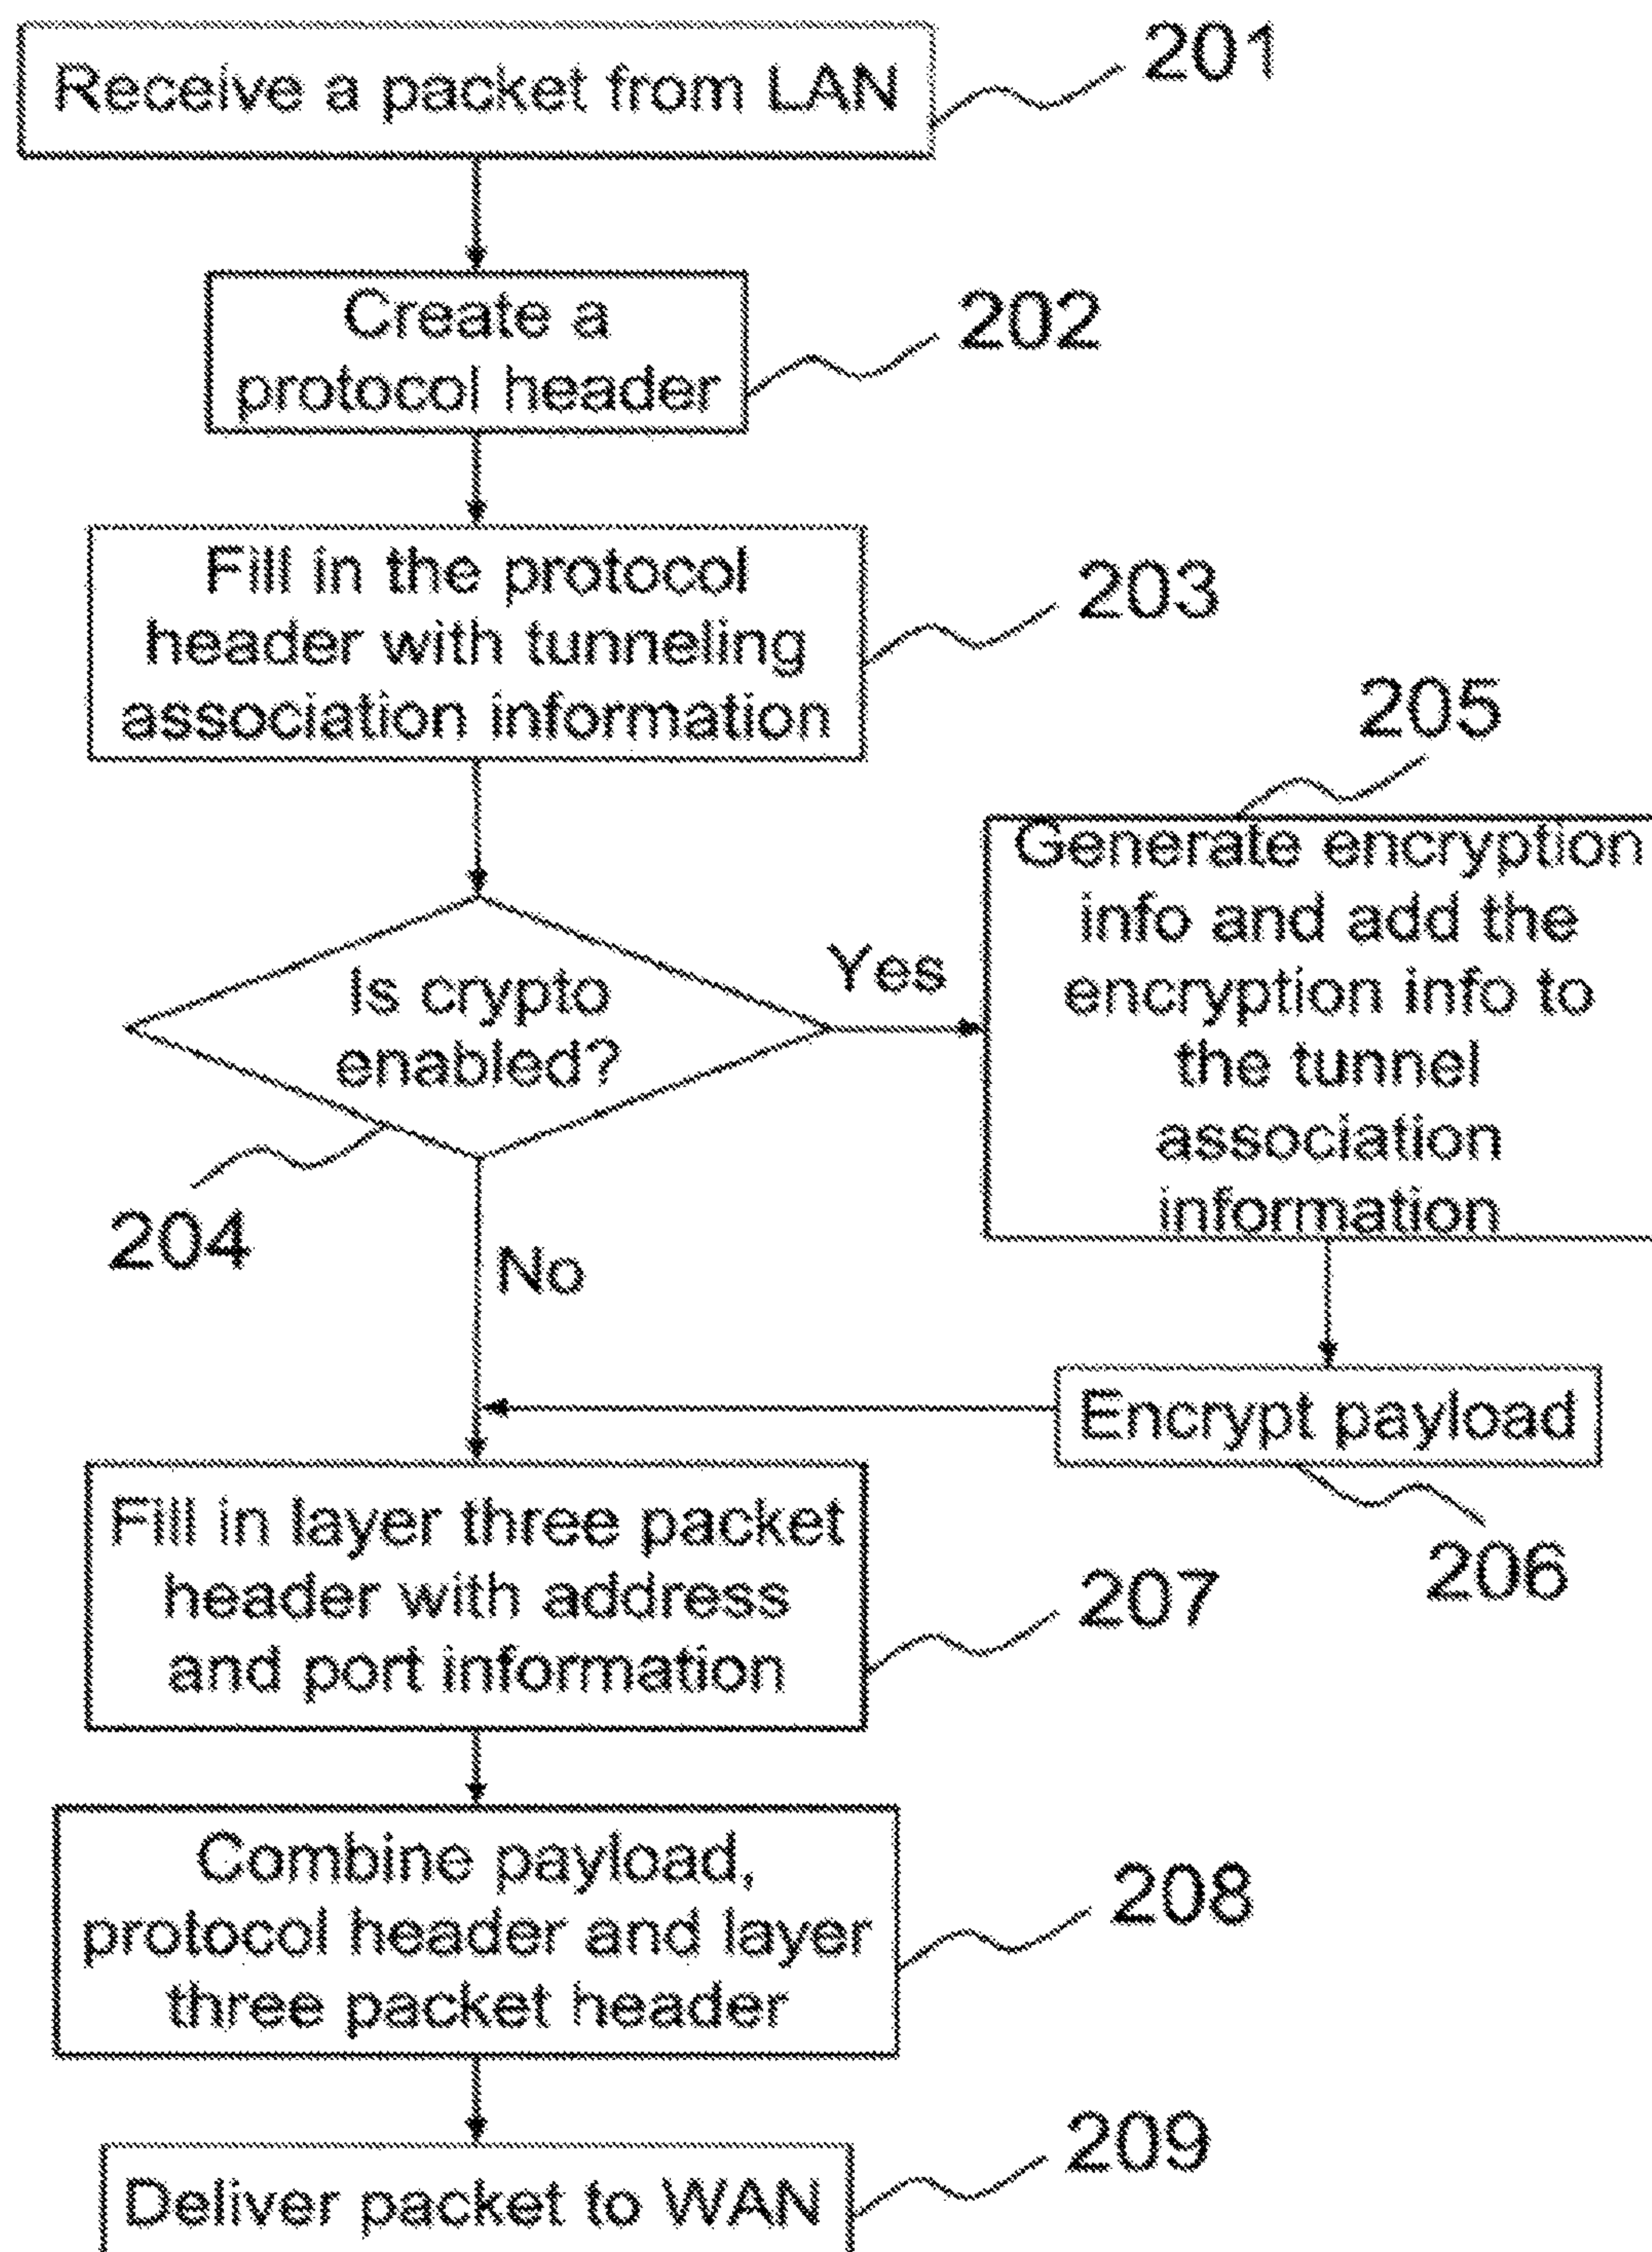 Receive a packet from LAN
201
Create a
protocol header
202
Fill in the protocol
header with tunneling
association information
203
Is crypto
enabled?
204
Yes
No
205
Generate encryption
info and add the
encryption info to
the tunnel
association
information
Encrypt payload
206
Fill in layer three packet
header with address
and port information
207
Combine payload,
protocol header and layer
three packet header
208
Deliver packet to WAN
209